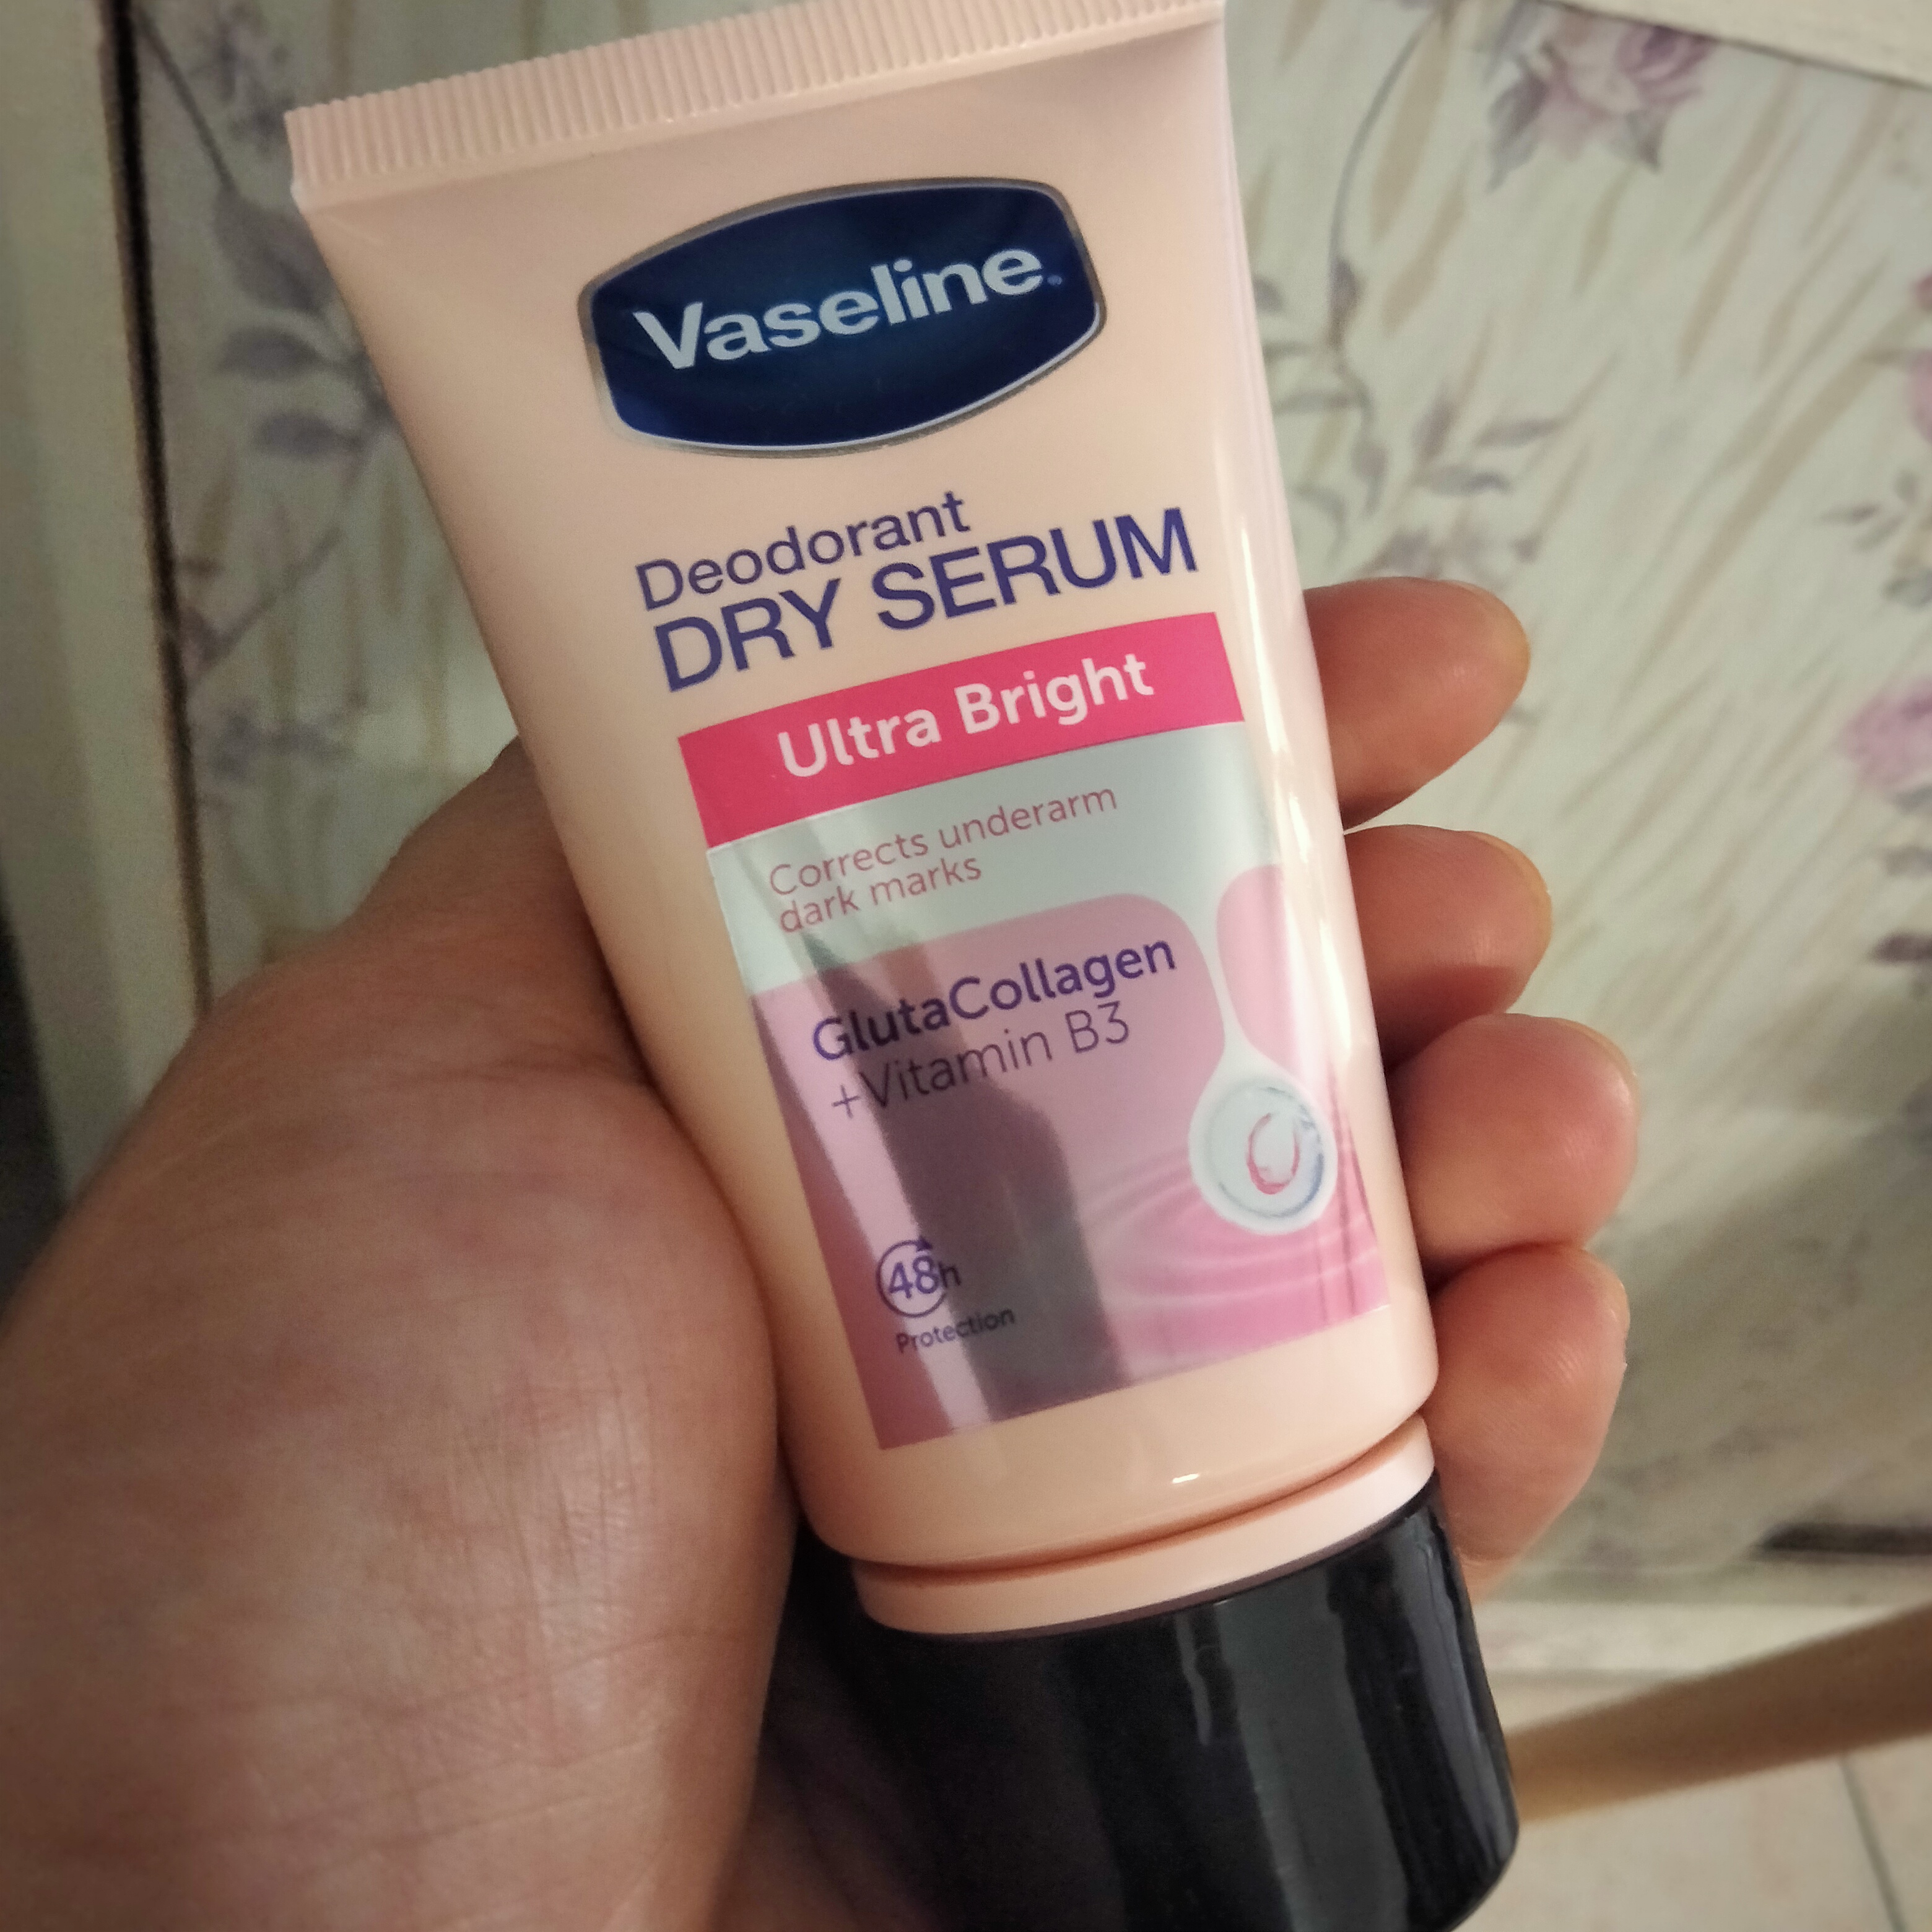 Vaseline
Deodorant
DRY SERUM
Ultra Bright
Corrects underarm
dark marks
GlutaCollagen
+Vitamin B3
48h
Protection